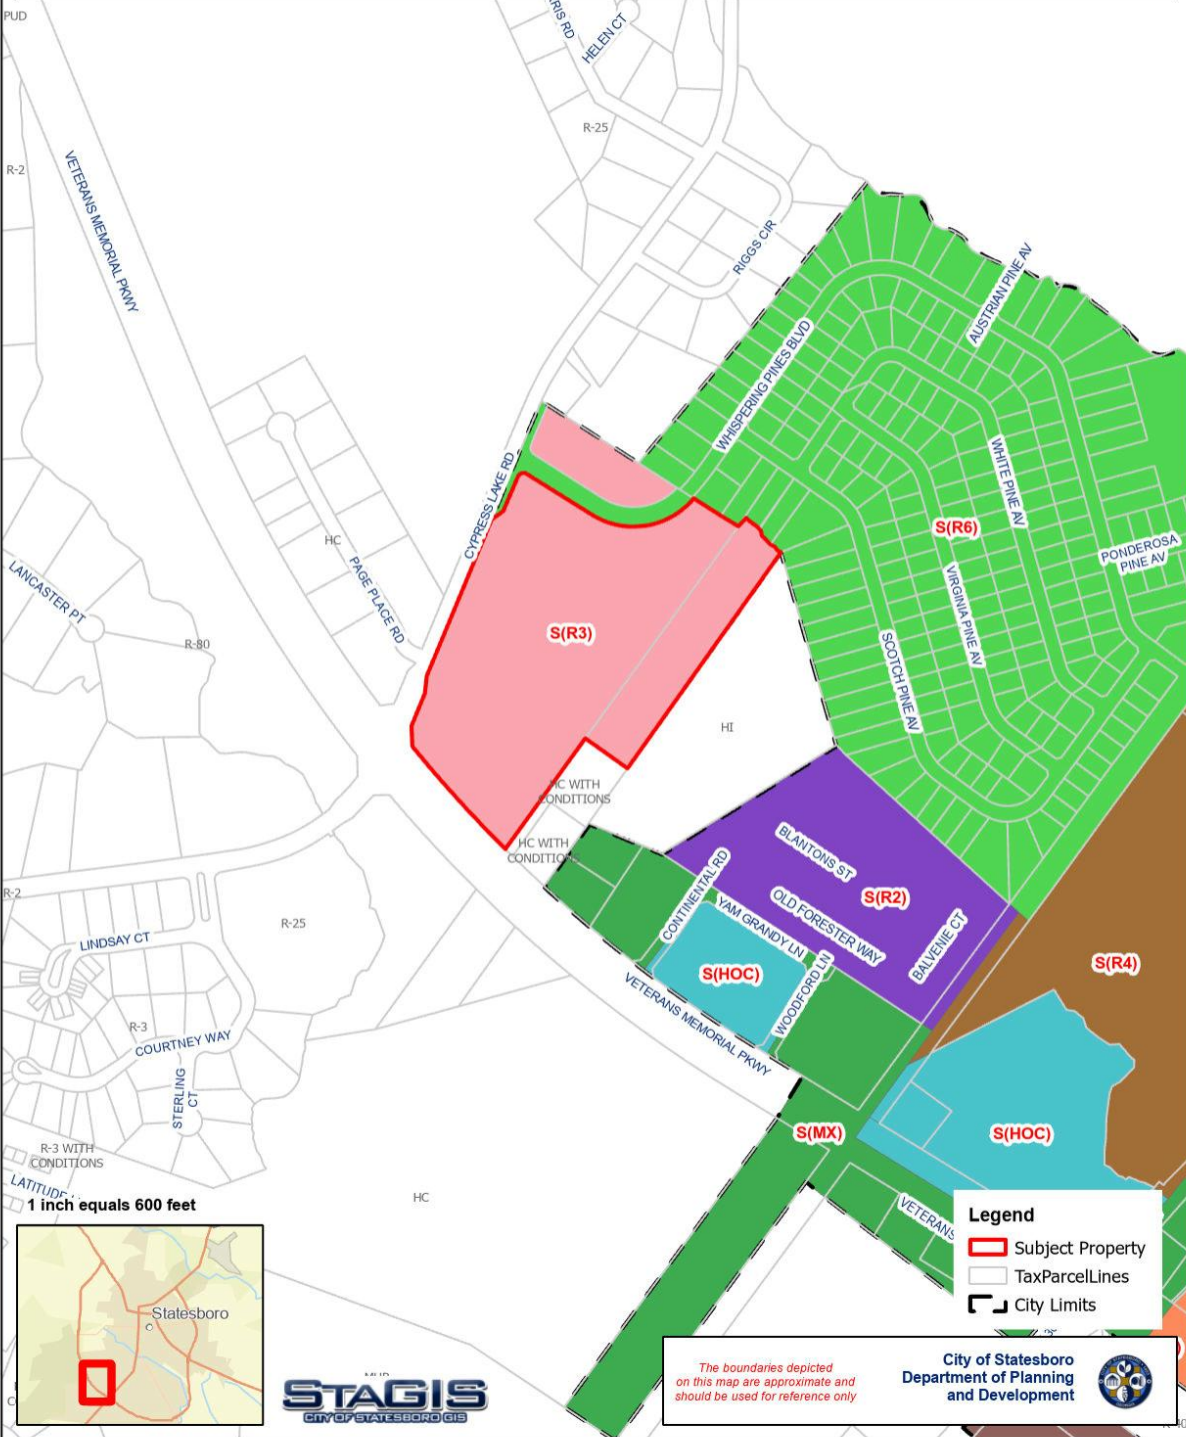 PUD
HELEN CT
R-25
R-2
VETERANS MEMORIAL PKWY
RIGGS CIR
AUSTRIAN PINE AV
WHISPERING PINES BLVD
WHITE PINE AV
CYPRESS LAKE RD
S(R6)
HC
PAGE PLACE RD
PONDEROSA
PINE AV
LANCASTER PT
VIRGINIA PINE AV
S(R3)
R-80
SCOTCH PINE AV
HI
HC WITH
CONDITIONS
HC WITH
CONDITIONS
BLANTONS ST
CONTINENTAL RD
S(R2)
R-2
YAM GRANDY LN
OLD FORESTER WAY
BALVENIE CT
R-25
LINDSAY CT
S(HOC)
WOODFORD LN
S(R4)
VETERANS MEMORIAL PKWY
R-3
COURTNEY WAY
STERLING
CT
S(MX)
S(HOC)
R-3 WITH
CONDITIONS
LATITUDE
HC
VETERANS
1 inch equals 600 feet
Statesboro
Legend
Subject Property
TaxParcelLines
City Limits
STAGIS
CITY OF STATESBORO GIS
The boundaries depicted
on this map are approximate and
should be used for reference only
City of Statesboro
Department of Planning
and Development